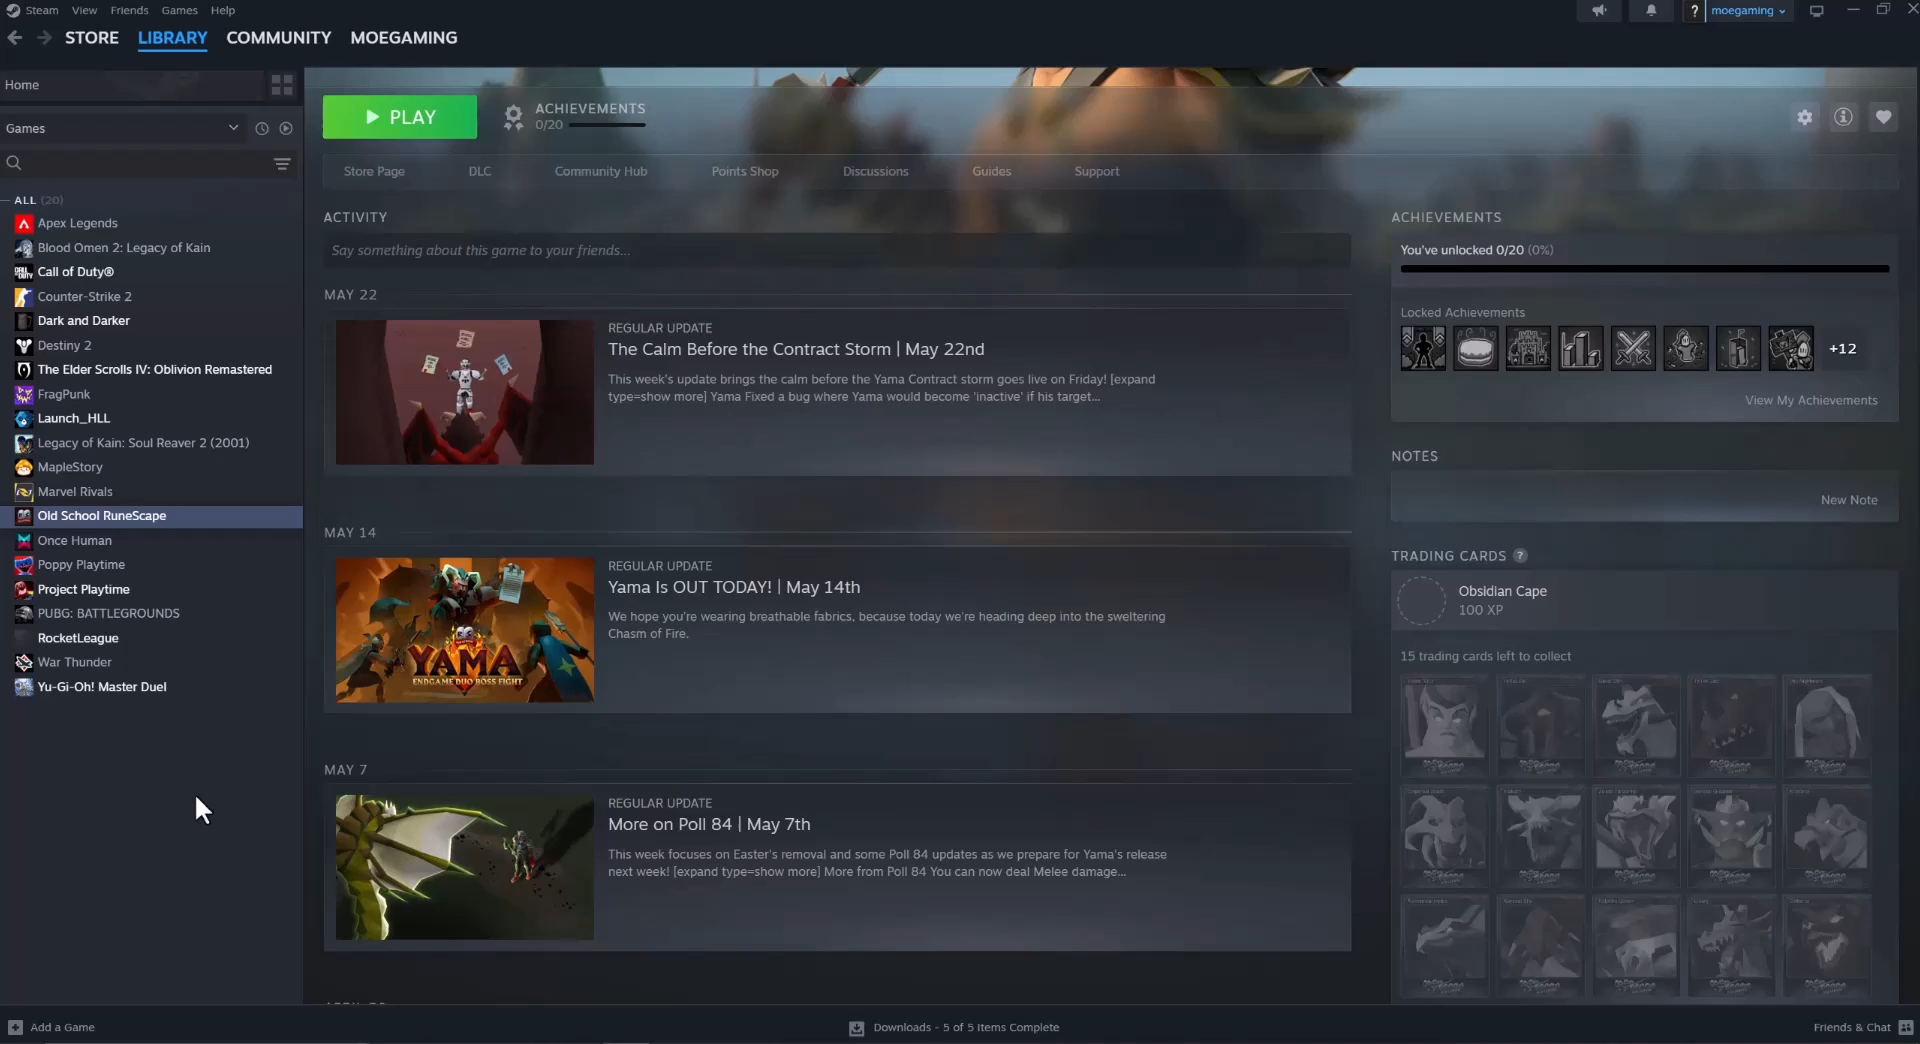 Steam View Friends Games Help
? moegaming
STORE LIBRARY COMMUNITY MOEGAMING
Home
PLAY
ACHIEVEMENTS
0/20
Games
Store Page DLC Community Hub Points Shop Discussions Guides Support
ALL (20)
Apex Legends
Blood Omen 2: Legacy of Kain
Call of Duty®
Counter-Strike 2
Dark and Darker
Destiny 2
The Elder Scrolls IV: Oblivion Remastered
FragPunk
Launch_HLL
Legacy of Kain: Soul Reaver 2 (2001)
MapleStory
Marvel Rivals
Old School RuneScape
Once Human
Poppy Playtime
Project Playtime
PUBG: BATTLEGROUNDS
RocketLeague
War Thunder
Yu-Gi-Oh! Master Duel
ACTIVITY
Say something about this game to your friends...
MAY 22
REGULAR UPDATE
The Calm Before the Contract Storm | May 22nd
This week's update brings the calm before the Yama Contract storm goes live on Friday! [expand
type=show more] Yama Fixed a bug where Yama would become 'inactive' if his target...
MAY 14
YAMA
ENDGAME DUO BOSS FIGHT
REGULAR UPDATE
Yama Is OUT TODAY! | May 14th
We hope you're wearing breathable fabrics, because today we're heading deep into the sweltering
Chasm of Fire.
MAY 7
REGULAR UPDATE
More on Poll 84 | May 7th
This week focuses on Easter's removal and some Poll 84 updates as we prepare for Yama's release
next week! [expand type=show more] More from Poll 84 You can now deal Melee damage...
ACHIEVEMENTS
You've unlocked 0/20 (0%)
Locked Achievements
+12
View My Achievements
NOTES
New Note
TRADING CARDS ?
Obsidian Cape
100 XP
15 trading cards left to collect
Add a Game
Downloads - 5 of 5 Items Complete
Friends & Chat